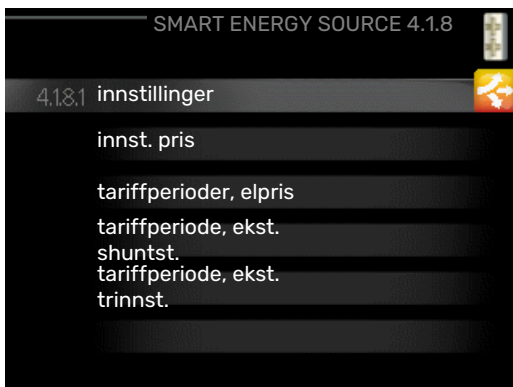 SMART ENERGY SOURCE 4.1.8
4.1.8.1 innstillinger
innst. pris
tariffperioder, elpris
tariffperiode, ekst.
shuntst.
tariffperiode, ekst.
trinnst.